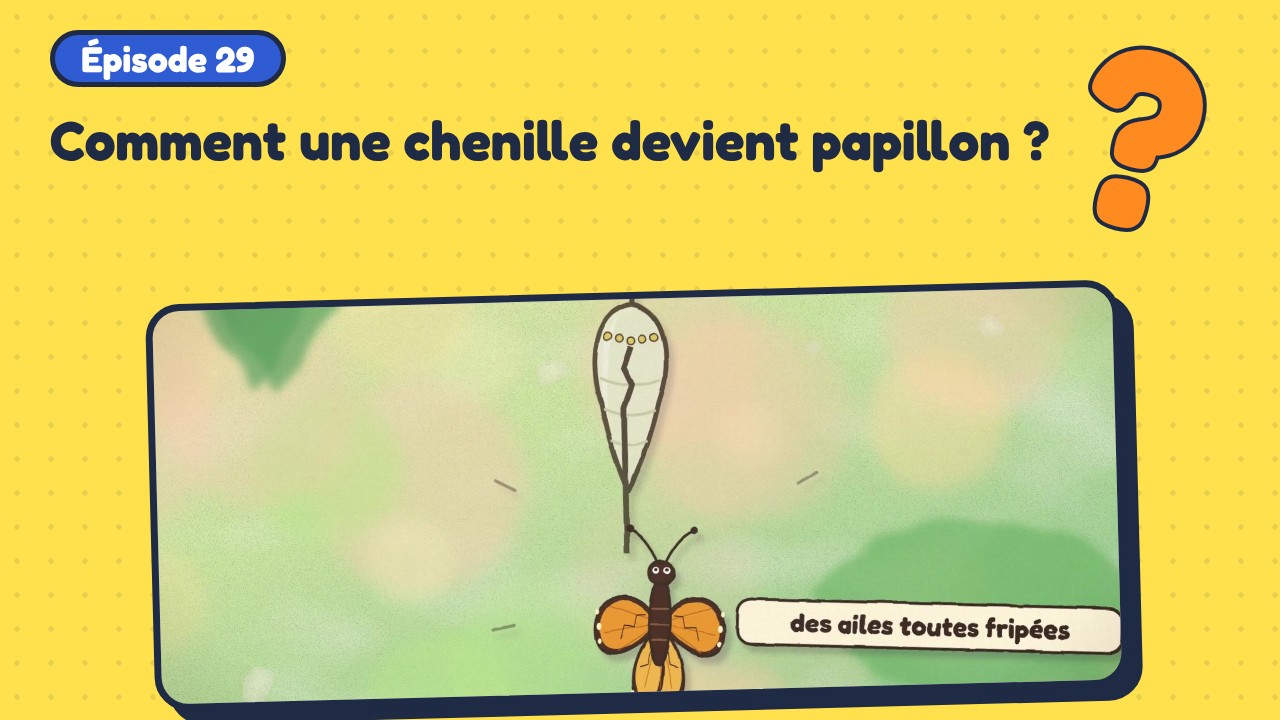 Épisode 29
Comment une chenille devient papillon ?
?
des ailes toutes fripées